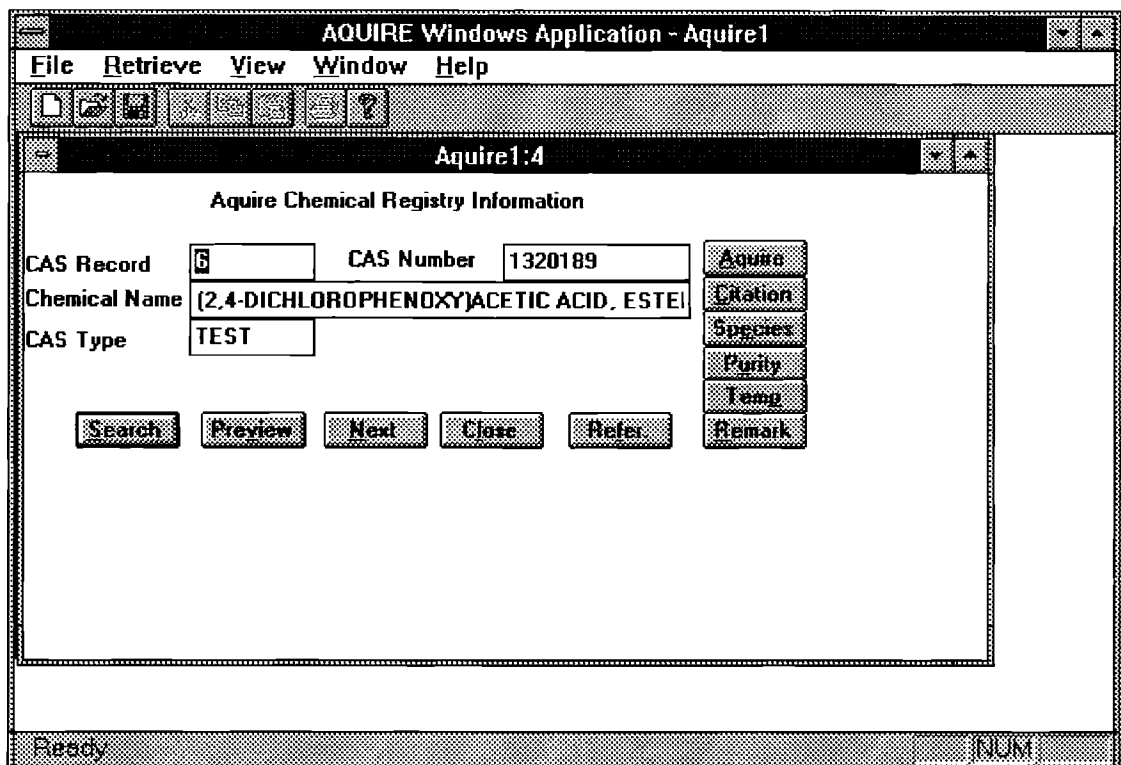 AQUIRE Windows Application - Aquire1
File Retrieve View Window Help
?
Aquire1:4
Aquire Chemical Registry Information
CAS Record 6 CAS Number 1320189 Aquire
Chemical Name (2,4-DICHLOROPHENOXY)ACETIC ACID, ESTE Citation
CAS Type TEST Species
Purity
Temp
Search Preview Next Close Refer. Remark
Ready NUM